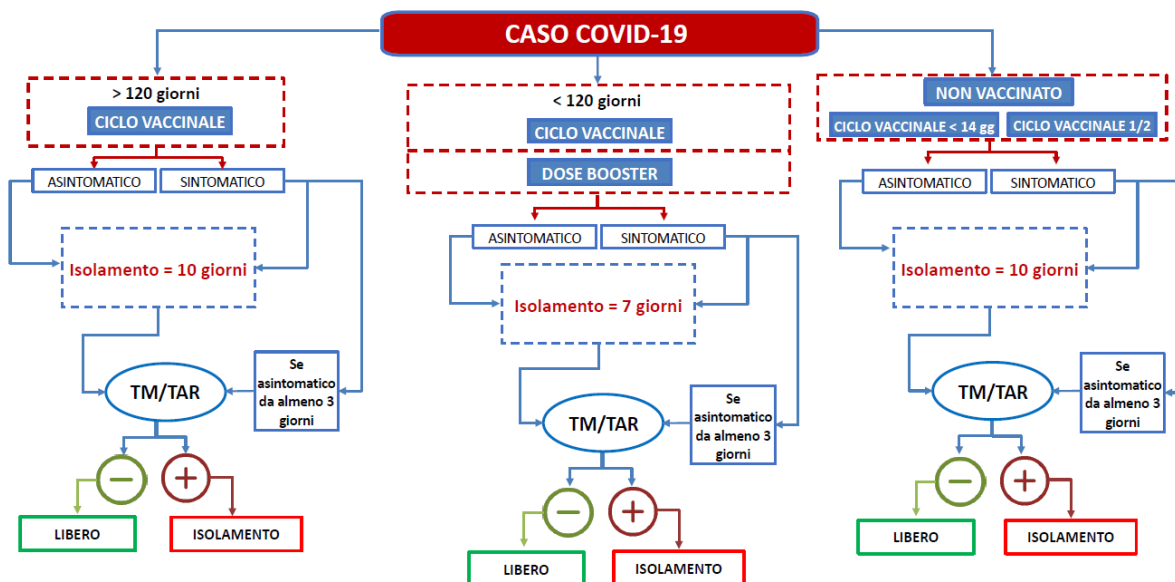 CASO COVID-19
> 120 giorni
CICLO VACCINALE
ASINTOMATICO
SINTOMATICO
Isolamento = 10 giorni
TM/TAR
Se
asintomatico
da almeno 3
giorni
−
+
LIBERO
ISOLAMENTO
< 120 giorni
CICLO VACCINALE
DOSE BOOSTER
ASINTOMATICO
SINTOMATICO
Isolamento = 7 giorni
TM/TAR
Se
asintomatico
da almeno 3
giorni
−
+
LIBERO
ISOLAMENTO
NON VACCINATO
CICLO VACCINALE < 14 gg
CICLO VACCINALE 1/2
ASINTOMATICO
SINTOMATICO
Isolamento = 10 giorni
TM/TAR
Se
asintomatico
da almeno 3
giorni
−
+
LIBERO
ISOLAMENTO